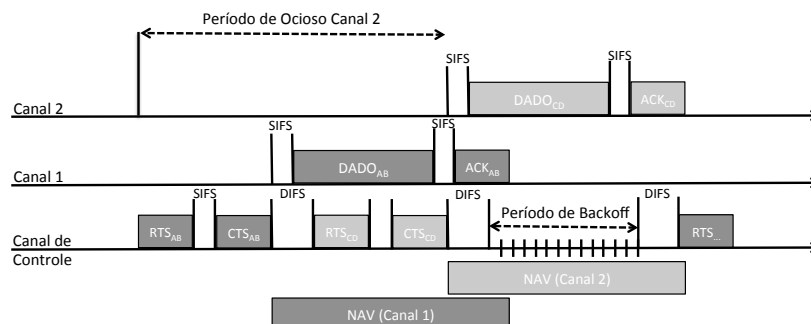 Período de Ocioso Canal 2
SIFS
SIFS
DADO_CD
ACK_CD
Canal 2
SIFS
SIFS
DADO_AB
ACK_AB
Canal 1
SIFS
DIFS
DIFS
DIFS
Período de Backoff
RTS_AB
CTS_AB
RTS_CD
CTS_CD
RTS_...
Canal de
Controle
NAV (Canal 2)
NAV (Canal 1)